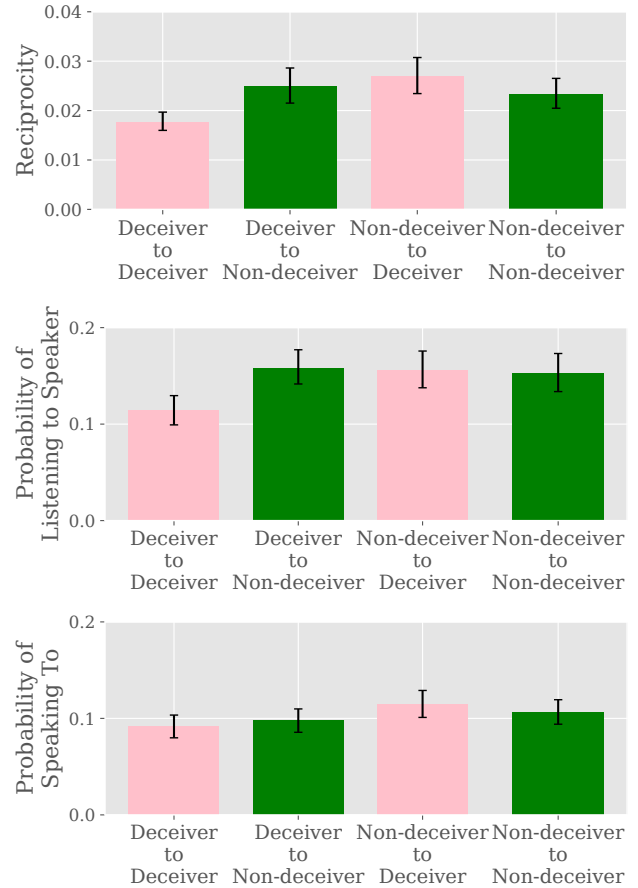 0.04
0.03
0.02
0.01
0.00
Reciprocity
Deceiver
to
Deceiver
Deceiver
to
Non-deceiver
Non-deceiver
to
Deceiver
Non-deceiver
to
Non-deceiver
0.2
0.1
0.0
Probability of
Listening to Speaker
Deceiver
to
Deceiver
Deceiver
to
Non-deceiver
Non-deceiver
to
Deceiver
Non-deceiver
to
Non-deceiver
0.2
0.1
0.0
Probability of
Speaking To
Deceiver
to
Deceiver
Deceiver
to
Non-deceiver
Non-deceiver
to
Deceiver
Non-deceiver
to
Non-deceiver